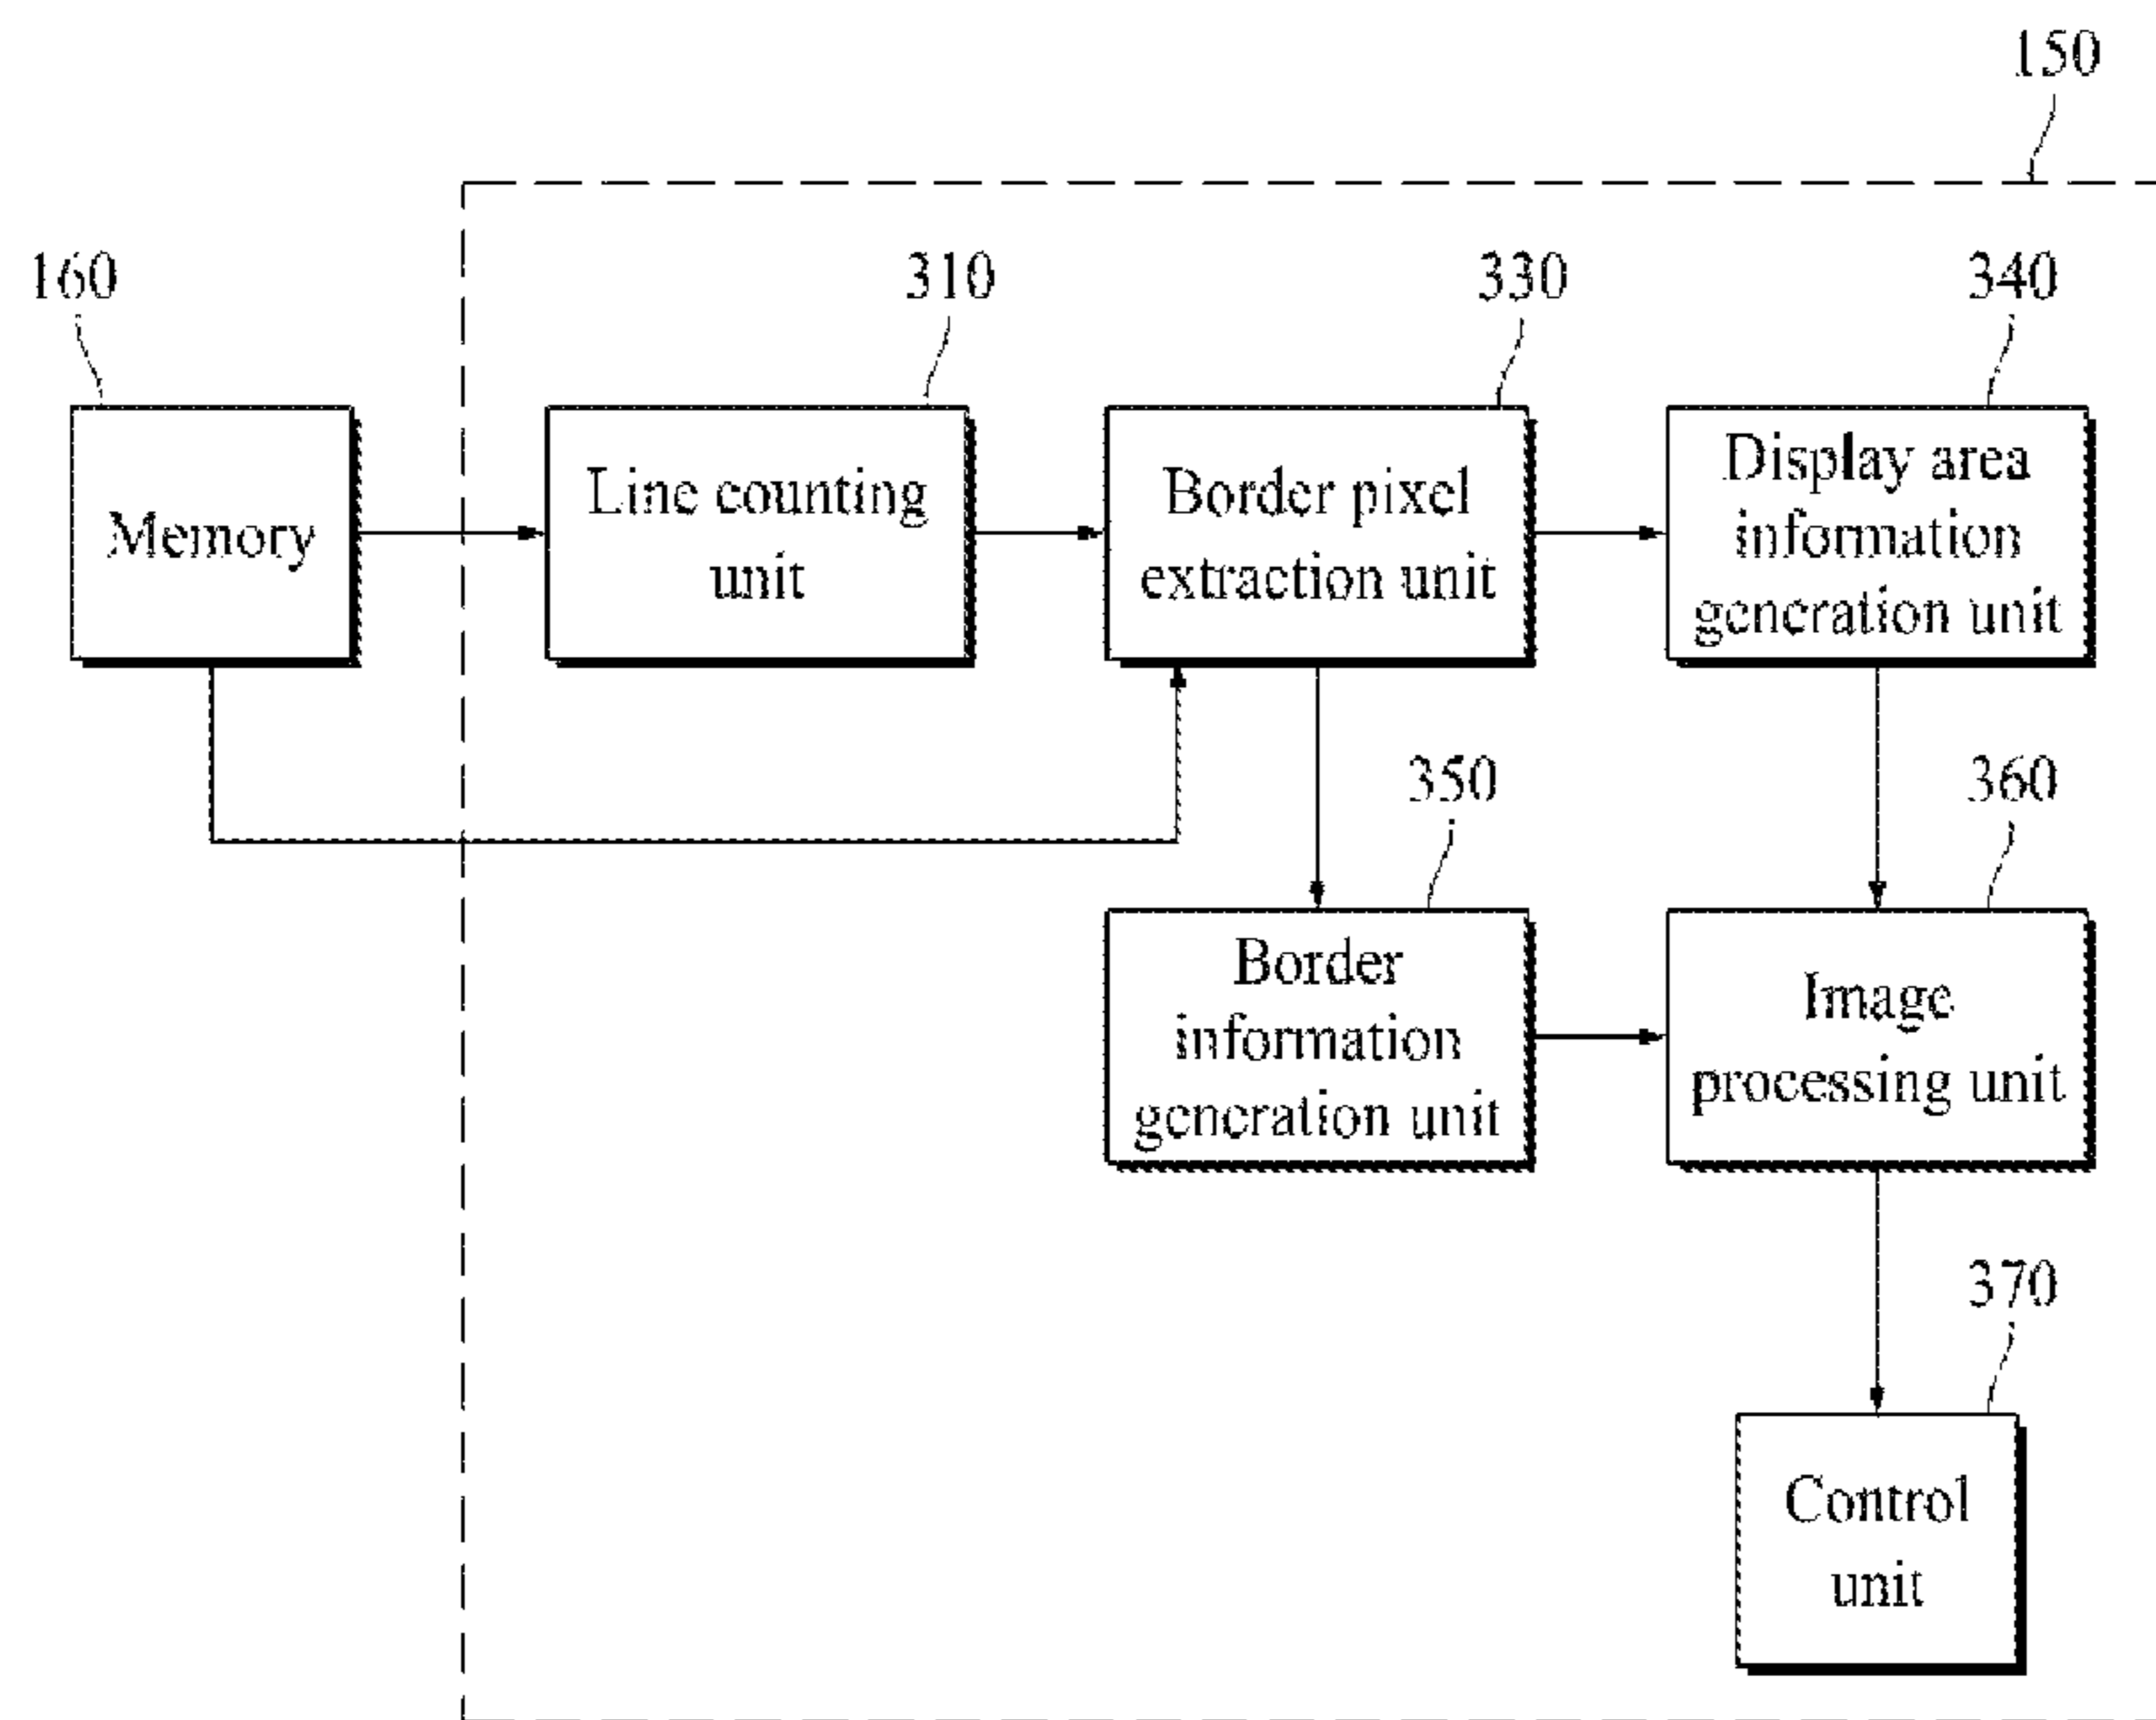 150
160
310
330
340
Memory
Line counting
unit
Border pixel
extraction unit
Display area
information
generation unit
350
360
Border
information
generation unit
Image
processing unit
370
Control
unit